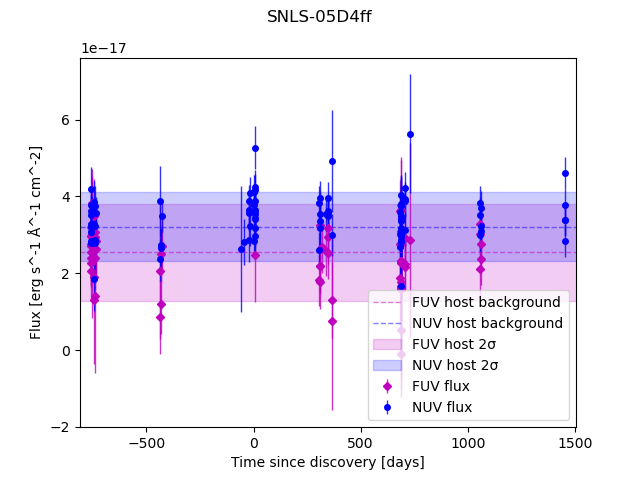 SNLS-05D4ff
1e−17
Flux [erg s^-1 Å^-1 cm^-2]
6
4
2
0
−2
−500
0
500
1000
1500
Time since discovery [days]
FUV host background
NUV host background
FUV host 2σ
NUV host 2σ
FUV flux
NUV flux